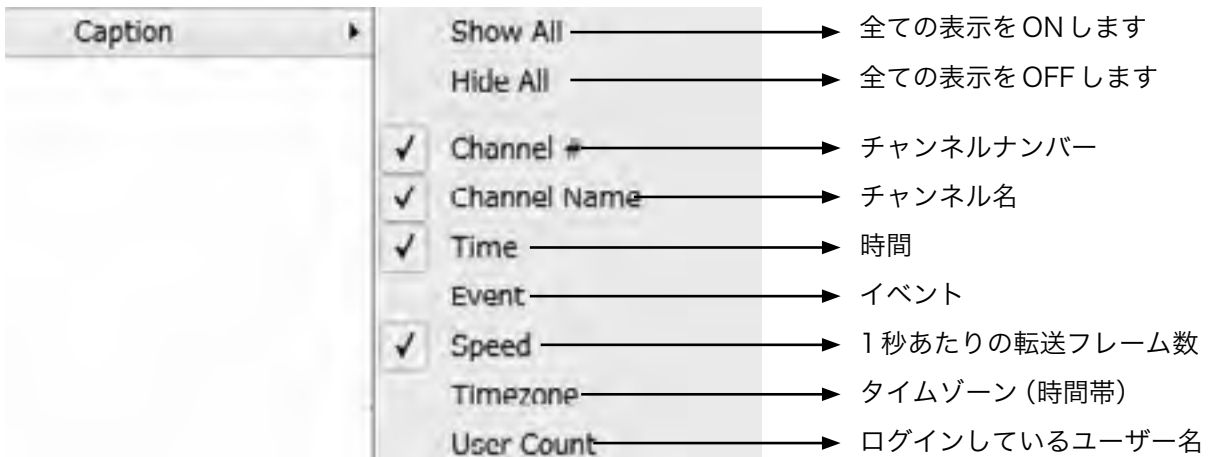 Caption
Show All 全ての表示をONします
Hide All 全ての表示をOFFします
Channel # チャンネルナンバー
Channel Name チャンネル名
Time 時間
Event イベント
Speed 1秒あたりの転送フレーム数
Timezone タイムゾーン（時間帯）
User Count ログインしているユーザー名